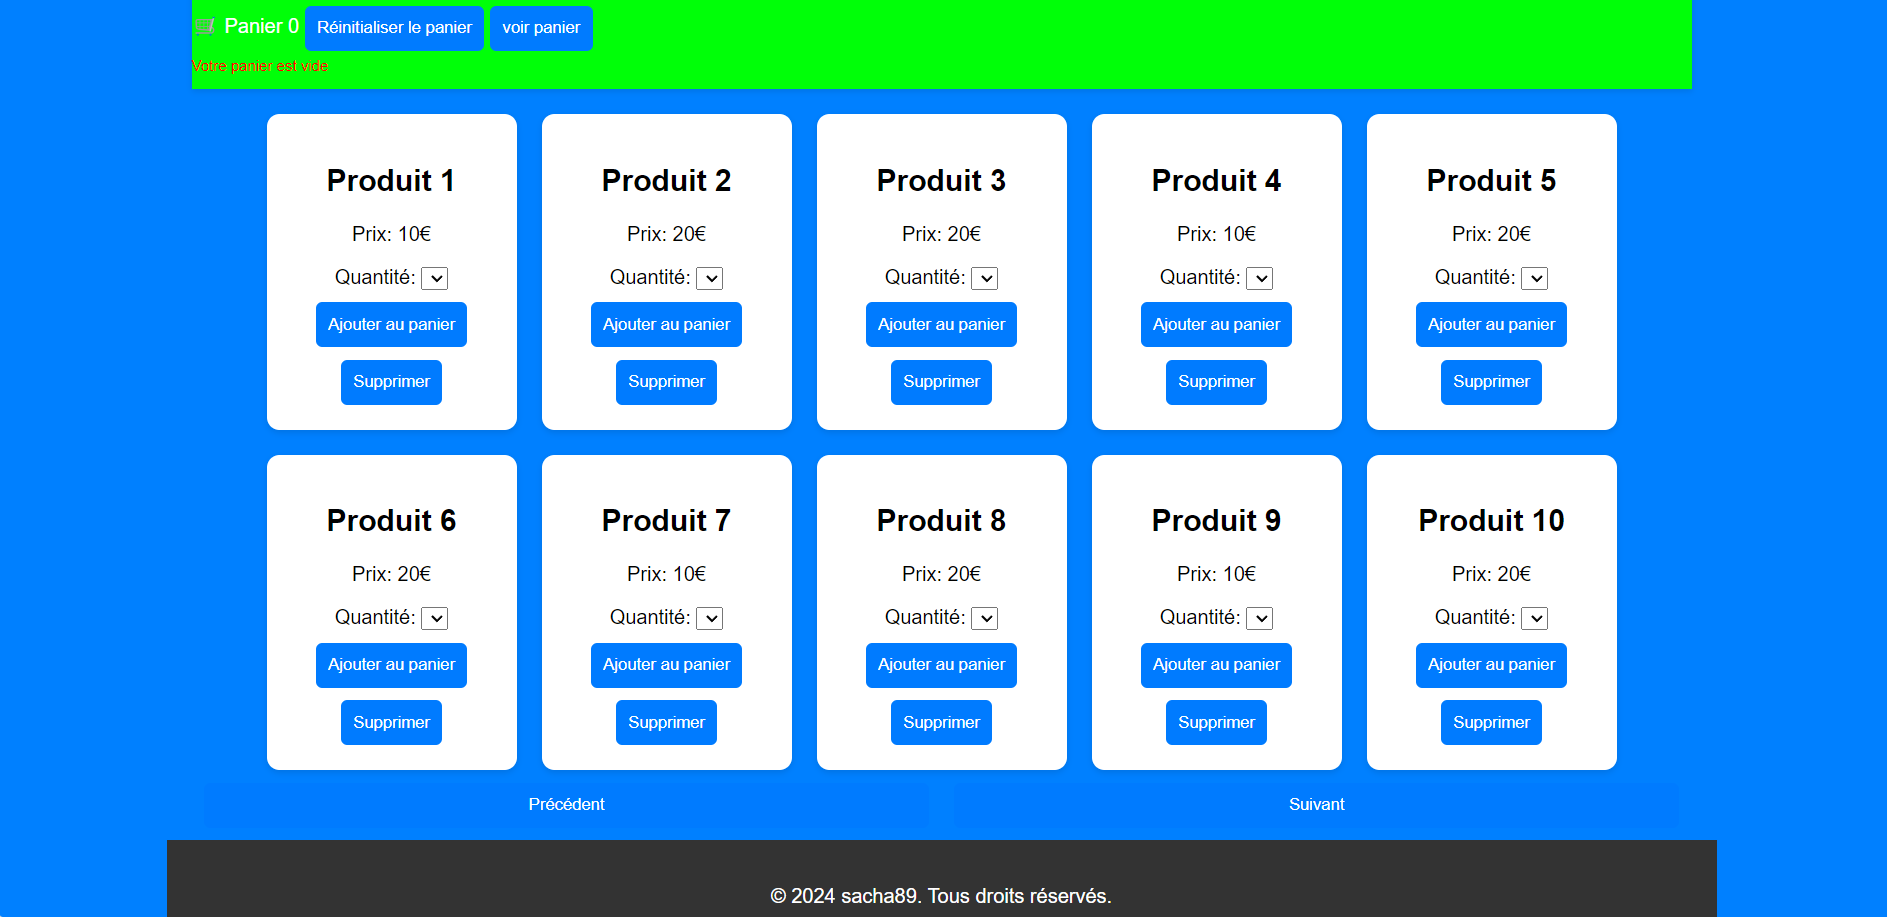 🛒 Panier 0 Réinitialiser le panier voir panier
Votre panier est vide
Produit 1 Produit 2 Produit 3 Produit 4 Produit 5
Prix: 10€ Prix: 20€ Prix: 20€ Prix: 10€ Prix: 20€
Quantité: Quantité: Quantité: Quantité: Quantité:
Ajouter au panier Ajouter au panier Ajouter au panier Ajouter au panier Ajouter au panier
Supprimer Supprimer Supprimer Supprimer Supprimer
Produit 6 Produit 7 Produit 8 Produit 9 Produit 10
Prix: 20€ Prix: 10€ Prix: 20€ Prix: 10€ Prix: 20€
Quantité: Quantité: Quantité: Quantité: Quantité:
Ajouter au panier Ajouter au panier Ajouter au panier Ajouter au panier Ajouter au panier
Supprimer Supprimer Supprimer Supprimer Supprimer
Précédent Suivant
© 2024 sacha89. Tous droits réservés.